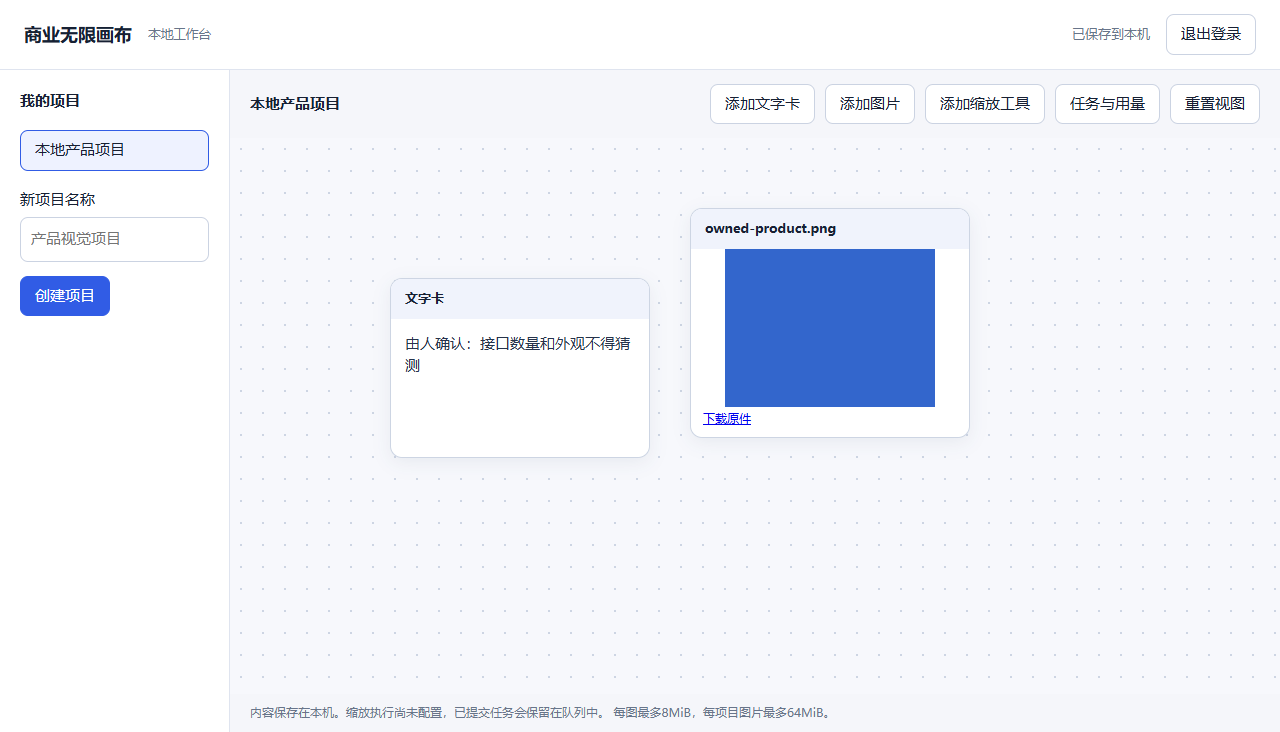 商业无限画布 本地工作台 已保存到本机 退出登录
我的项目
本地产品项目
新项目名称
产品视觉项目
创建项目
本地产品项目 添加文字卡 添加图片 添加缩放工具 任务与用量 重置视图
文字卡
由人确认：接口数量和外观不得猜
测
owned-product.png
下载原件
内容保存在本机。缩放执行尚未配置，已提交任务会保留在队列中。 每图最多8MiB，每项目图片最多64MiB。